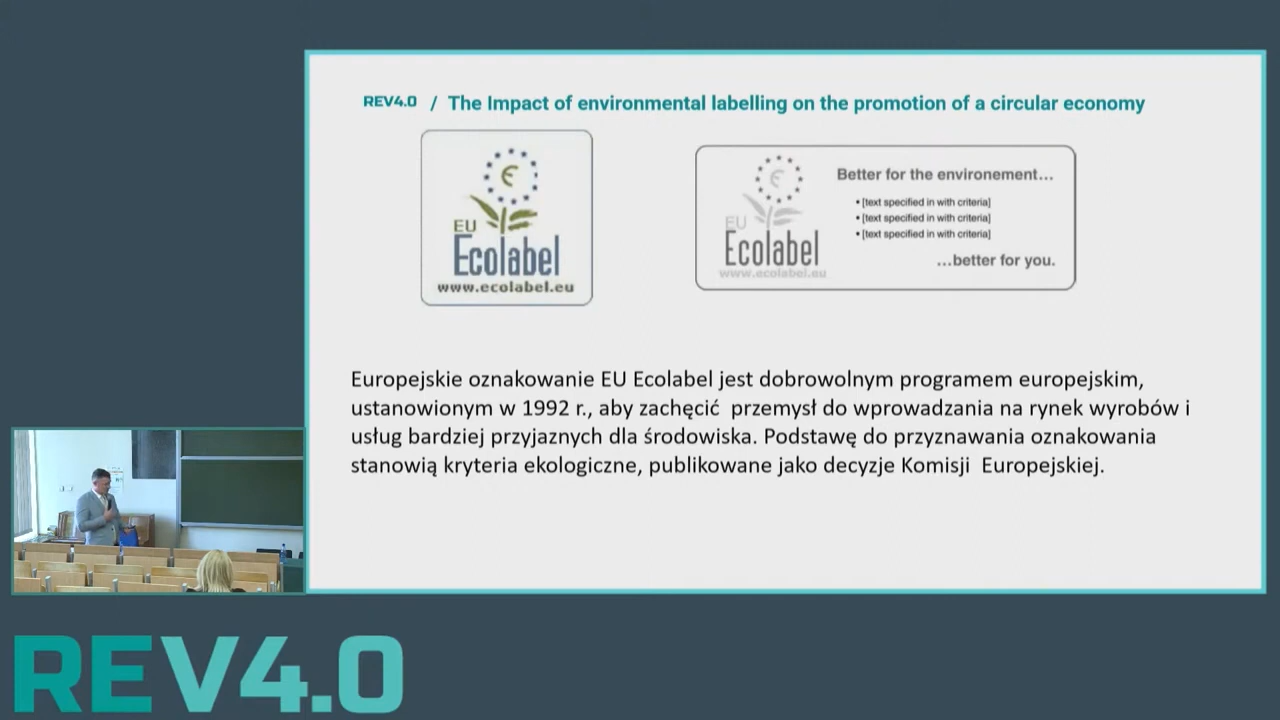 REV4.0 / The Impact of environmental labelling on the promotion of a circular economy
EU
Ecolabel
www.ecolabel.eu
EU
Ecolabel
www.ecolabel.eu
Better for the environement...
• [text specified in with criteria]
• [text specified in with criteria]
• [text specified in with criteria]
...better for you.
Europejskie oznakowanie EU Ecolabel jest dobrowolnym programem europejskim,
ustanowionym w 1992 r., aby zachęcić przemysł do wprowadzania na rynek wyrobów i
usług bardziej przyjaznych dla środowiska. Podstawę do przyznawania oznakowania
stanowią kryteria ekologiczne, publikowane jako decyzje Komisji Europejskiej.
REV4.0